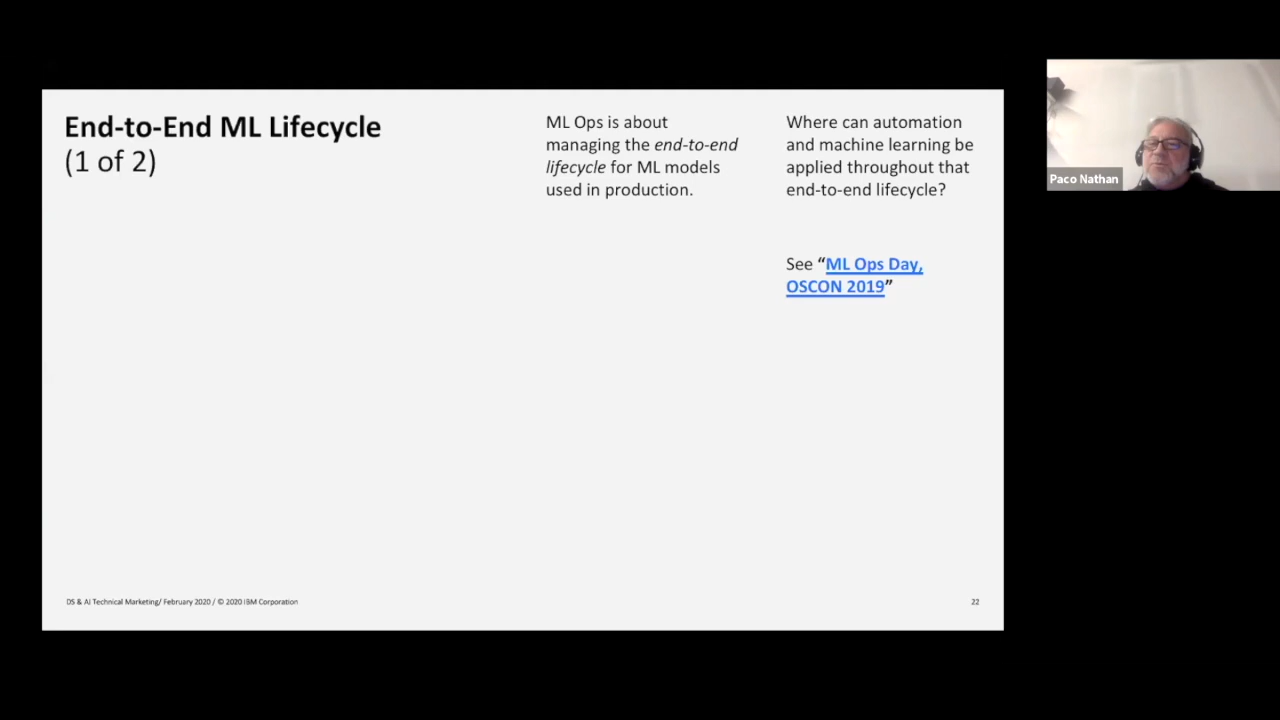 End-to-End ML Lifecycle
(1 of 2)
ML Ops is about
managing the end-to-end
lifecycle for ML models
used in production.
Where can automation
and machine learning be
applied throughout that
end-to-end lifecycle?
See “ML Ops Day,
OSCON 2019”
DS & AI Technical Marketing/ February 2020 / © 2020 IBM Corporation
22
Paco Nathan